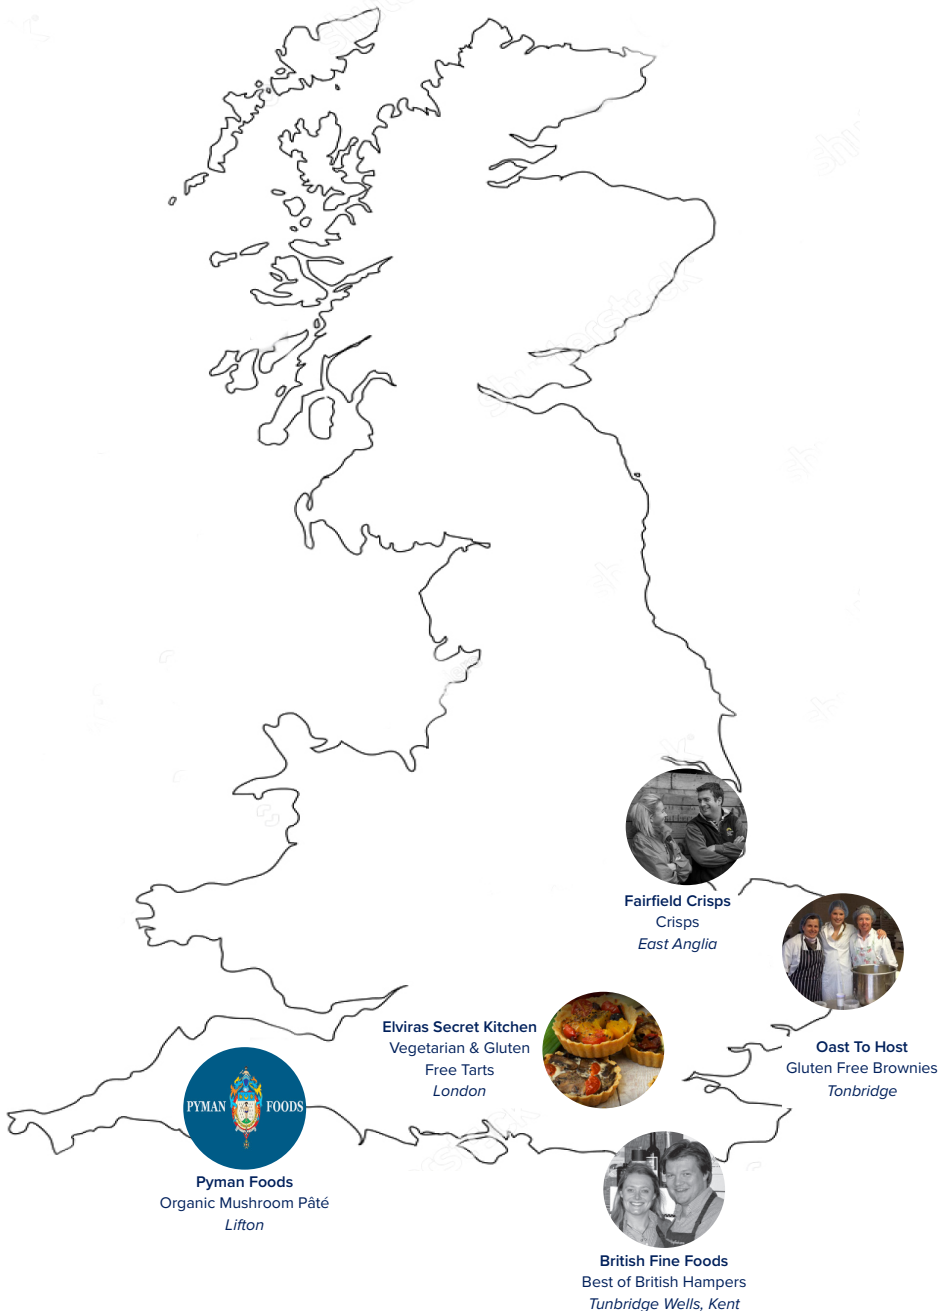 Fairfield Crisps
Crisps
East Anglia
Elviras Secret Kitchen
Vegetarian & Gluten
Free Tarts
London
Oast To Host
Gluten Free Brownies
Tonbridge
PYMAN FOODS
Pyman Foods
Organic Mushroom Pâté
Lifton
British Fine Foods
Best of British Hampers
Tunbridge Wells, Kent